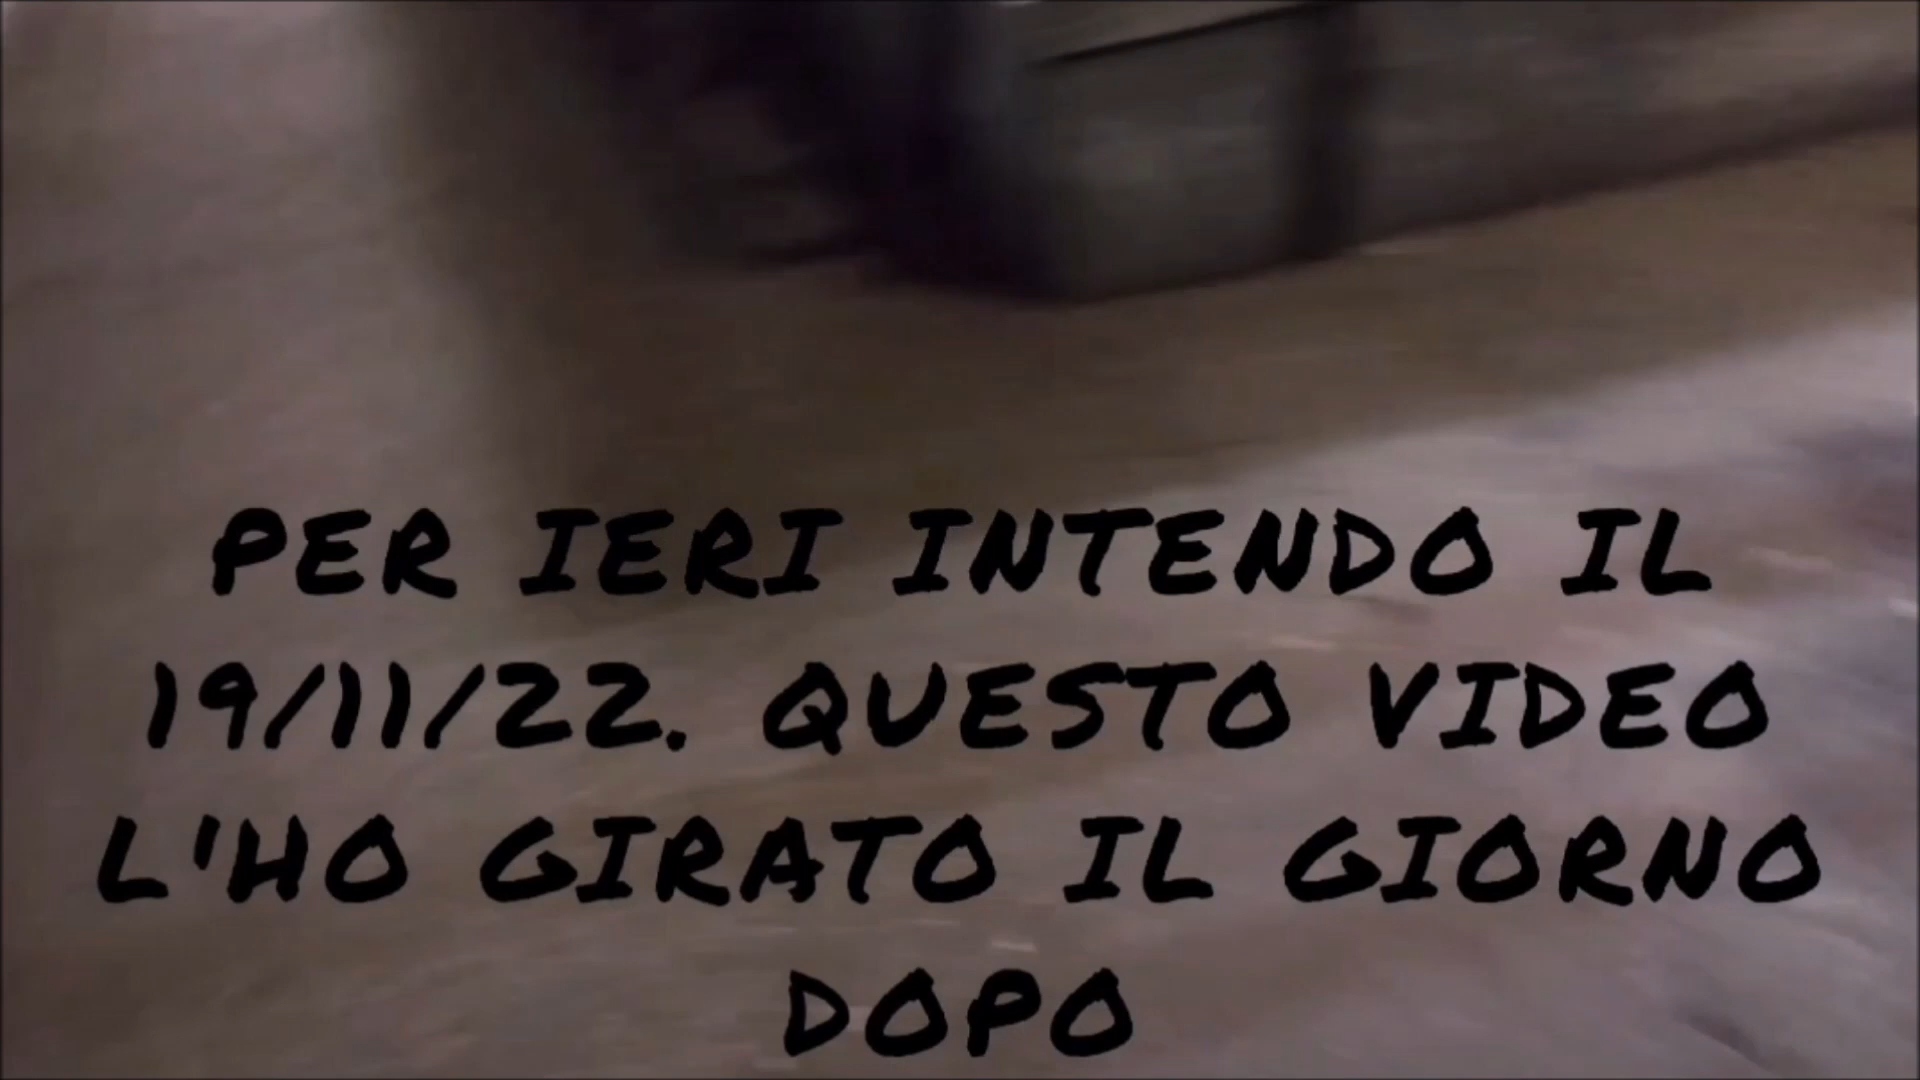 PER IERI INTENDO IL
19/11/22. QUESTO VIDEO
L'HO GIRATO IL GIORNO
DOPO